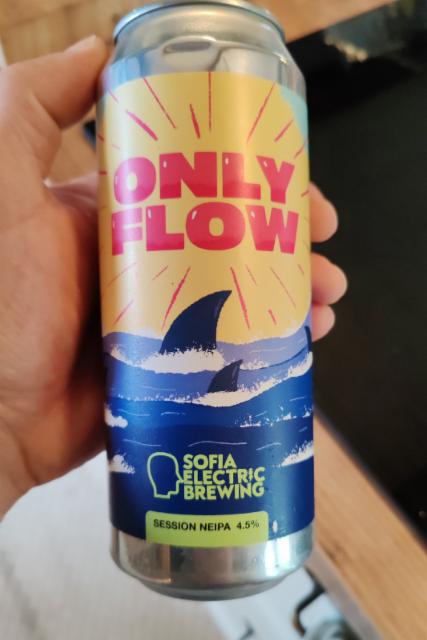 ONLY
FLOW
SOFIA
ELECTRIC
BREWING
SESSION NEIPA 4.5%